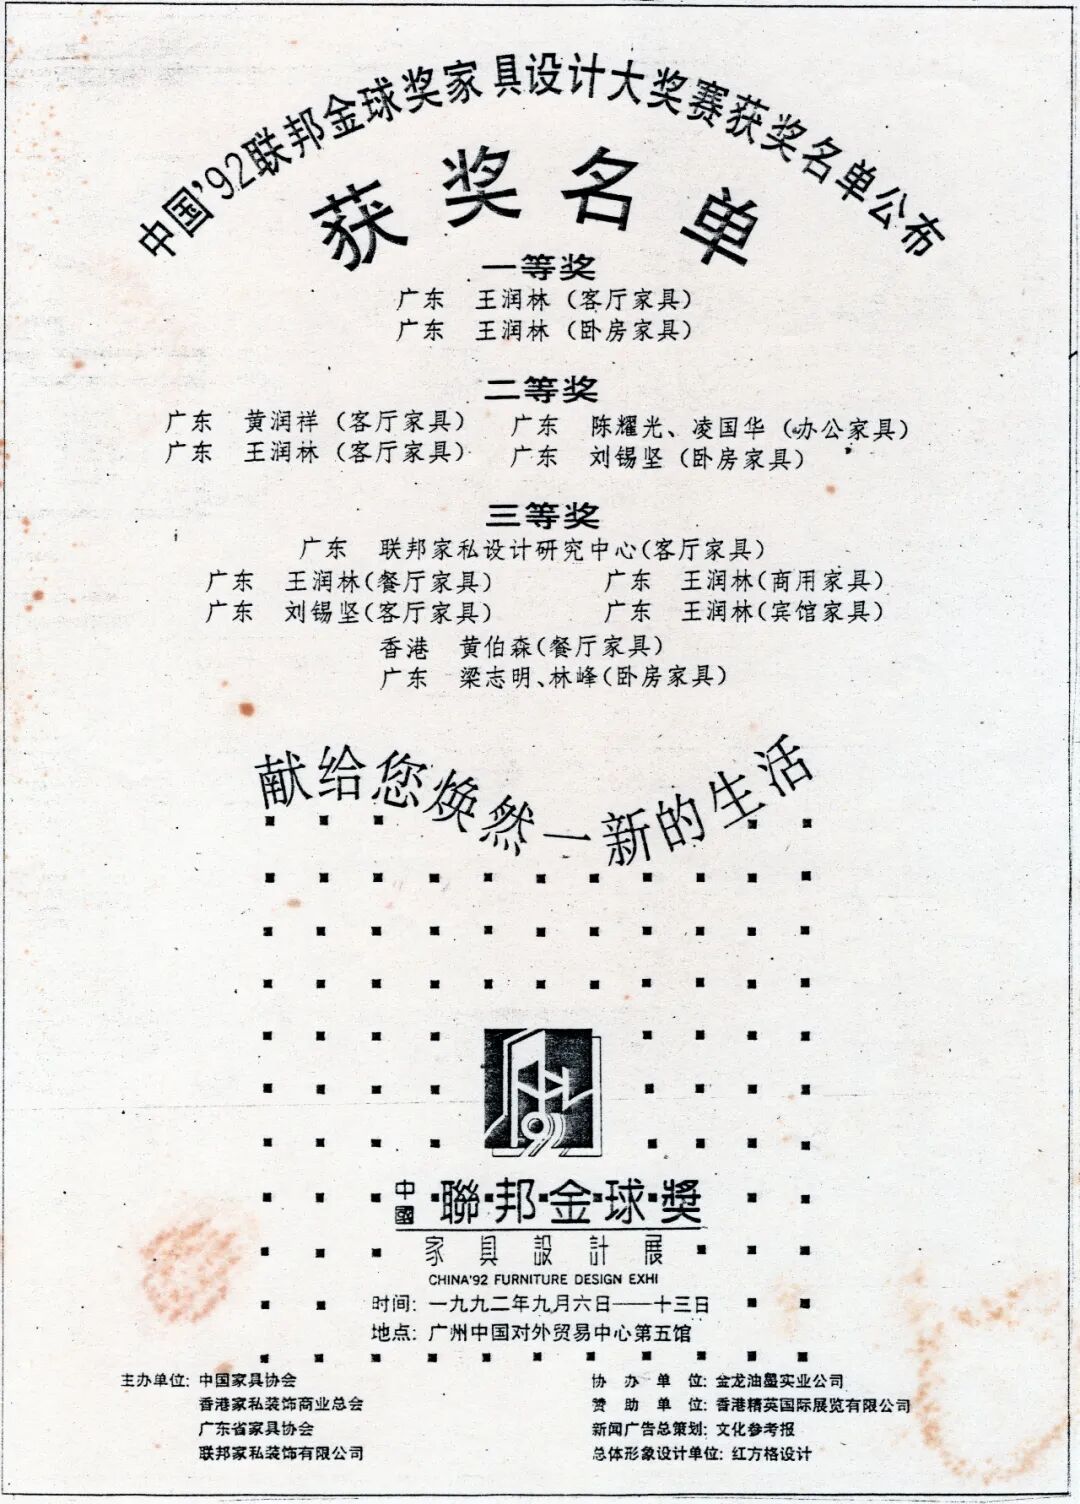 中国'92联邦金球奖家具设计大奖赛获奖名单公布
获奖名单
一等奖
广东 王润林（客厅家具）
广东 王润林（卧房家具）
二等奖
广东 黄润祥（客厅家具） 广东 陈耀光、凌国华（办公家具）
广东 王润林（客厅家具） 广东 刘锡坚（卧房家具）
三等奖
广东 联邦家私设计研究中心(客厅家具)
广东 王润林(餐厅家具) 广东 王润林(商用家具)
广东 刘锡坚(客厅家具) 广东 王润林(宾馆家具)
香港 黄伯森(餐厅家具)
广东 梁志明、林峰(卧房家具)
献给您焕然一新的生活
92
中國 聯·邦·金·球·獎
家具設計展
CHINA'92 FURNITURE DESIGN EXHI
时间: 一九九二年九月六日——十三日
地点: 广州中国对外贸易中心第五馆
主办单位: 中国家具协会
香港家私装饰商业总会
广东省家具协会
联邦家私装饰有限公司
协办单位: 金龙油墨实业公司
赞助单位: 香港精英国际展览有限公司
新闻广告总策划: 文化参考报
总体形象设计单位: 红方格设计